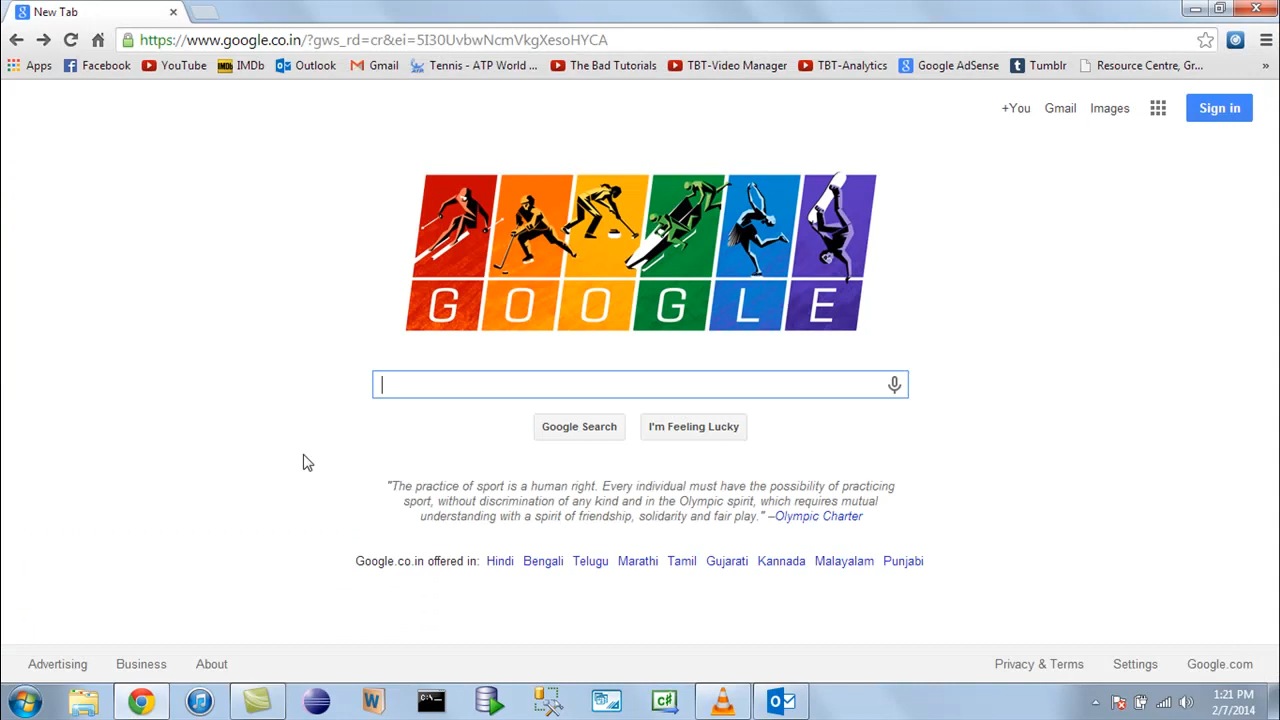 New Tab
https://www.google.co.in/?gws_rd=cr&ei=5I30UvbwNcmVkgXesoHYCA
Apps Facebook YouTube IMDb IMDb Outlook Gmail Tennis - ATP World ... The Bad Tutorials TBT-Video Manager TBT-Analytics Google AdSense Tumblr Resource Centre, Gr... »
+You Gmail Images Sign in
G O O G L E
Google Search I'm Feeling Lucky
"The practice of sport is a human right. Every individual must have the possibility of practicing
sport, without discrimination of any kind and in the Olympic spirit, which requires mutual
understanding with a spirit of friendship, solidarity and fair play." –Olympic Charter
Google.co.in offered in: Hindi Bengali Telugu Marathi Tamil Gujarati Kannada Malayalam Punjabi
Advertising Business About Privacy & Terms Settings Google.com
1:21 PM
2/7/2014